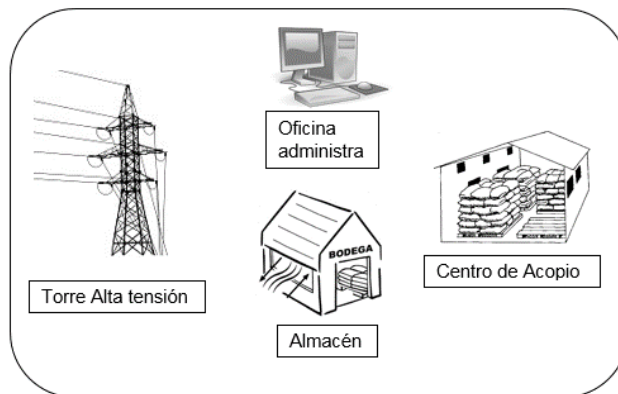 Oficina
administra
BODEGA
Torre Alta tensión
Centro de Acopio
Almacén